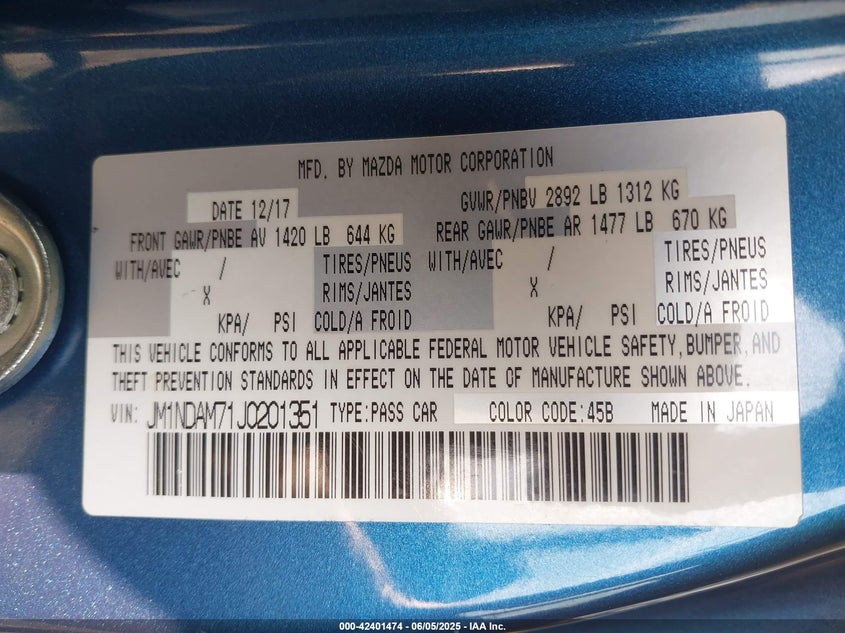 MFD. BY MAZDA MOTOR CORPORATION
DATE 12/17 GVWR/PNBV 2892 LB 1312 KG
FRONT GAWR/PNBE AV 1420 LB 644 KG REAR GAWR/PNBE AR 1477 LB 670 KG
WITH/AVEC / TIRES/PNEUS WITH/AVEC / TIRES/PNEUS
X RIMS/JANTES X RIMS/JANTES
KPA/ PSI COLD/A FROID KPA/ PSI COLD/A FROID
THIS VEHICLE CONFORMS TO ALL APPLICABLE FEDERAL MOTOR VEHICLE SAFETY, BUMPER, AND
THEFT PREVENTION STANDARDS IN EFFECT ON THE DATE OF MANUFACTURE SHOWN ABOVE.
VIN: JM1NDAM71J0201351 TYPE:PASS CAR COLOR CODE:45B MADE IN JAPAN
000-42401474 - 06/05/2025 - IAA Inc.